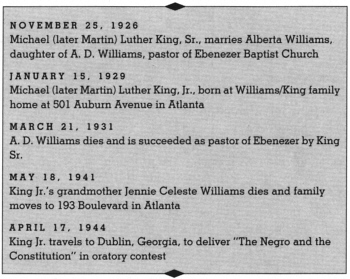 NOVEMBER 25, 1926
Michael (later Martin) Luther King, Sr., marries Alberta Williams,
daughter of A. D. Williams, pastor of Ebenezer Baptist Church
JANUARY 15, 1929
Michael (later Martin) Luther King, Jr., born at Williams/King family
home at 501 Auburn Avenue in Atlanta
MARCH 21, 1931
A. D. Williams dies and is succeeded as pastor of Ebenezer by King
Sr.
MAY 18, 1941
King Jr.'s grandmother Jennie Celeste Williams dies and family
moves to 193 Boulevard in Atlanta
APRIL 17, 1944
King Jr. travels to Dublin, Georgia, to deliver "The Negro and the
Constitution" in oratory contest